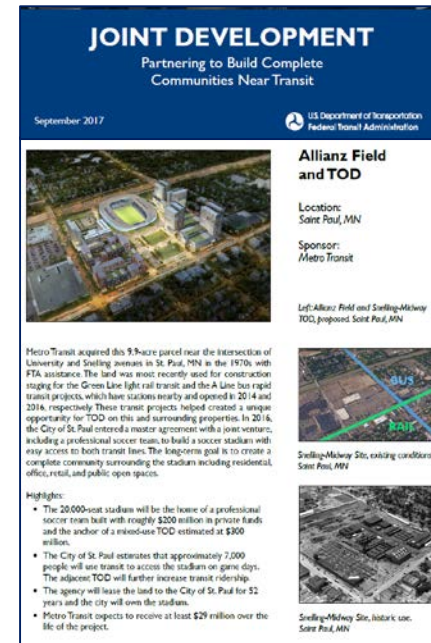 JOINT DEVELOPMENT
Partnering to Build Complete
Communities Near Transit
September 2017
U.S. Department of Transportation
Federal Transit Administration
Allianz Field
and TOD
Location:
Saint Paul, MN
Sponsor:
Metro Transit
Left: Allianz Field and Snelling-Midway
TOD, proposed. Saint Paul, MN
Metro Transit acquired this 9.9-acre parcel near the intersection of
University and Snelling avenues in St. Paul, MN in the 1970s with
FTA assistance. The land was most recently used for construction
staging for the Green Line light rail transit and the A Line bus rapid
transit projects, which have stations nearby and opened in 2014 and
2016, respectively. These transit projects helped created a unique
opportunity for TOD on this and surrounding properties. In 2016,
the City of St. Paul entered a master agreement with a joint venture,
including a professional soccer team, to build a soccer stadium with
easy access to both transit lines. The long-term goal is to create a
complete community surrounding the stadium including residential,
office, retail, and public open spaces.
Highlights:
• The 20,000-seat stadium will be the home of a professional
soccer team built with roughly $200 million in private funds
and the anchor of a mixed-use TOD estimated at $300
million.
• The City of St. Paul estimates that approximately 7,000
people will use transit to access the stadium on game days.
The adjacent TOD will further increase transit ridership.
• The agency will lease the land to the City of St. Paul for 52
years and the city will own the stadium.
• Metro Transit expects to receive at least $29 million over the
life of the project.
BUS
RAIL
Snelling-Midway Site, existing conditions.
Saint Paul, MN
Snelling-Midway Site, historic use.
Saint Paul, MN